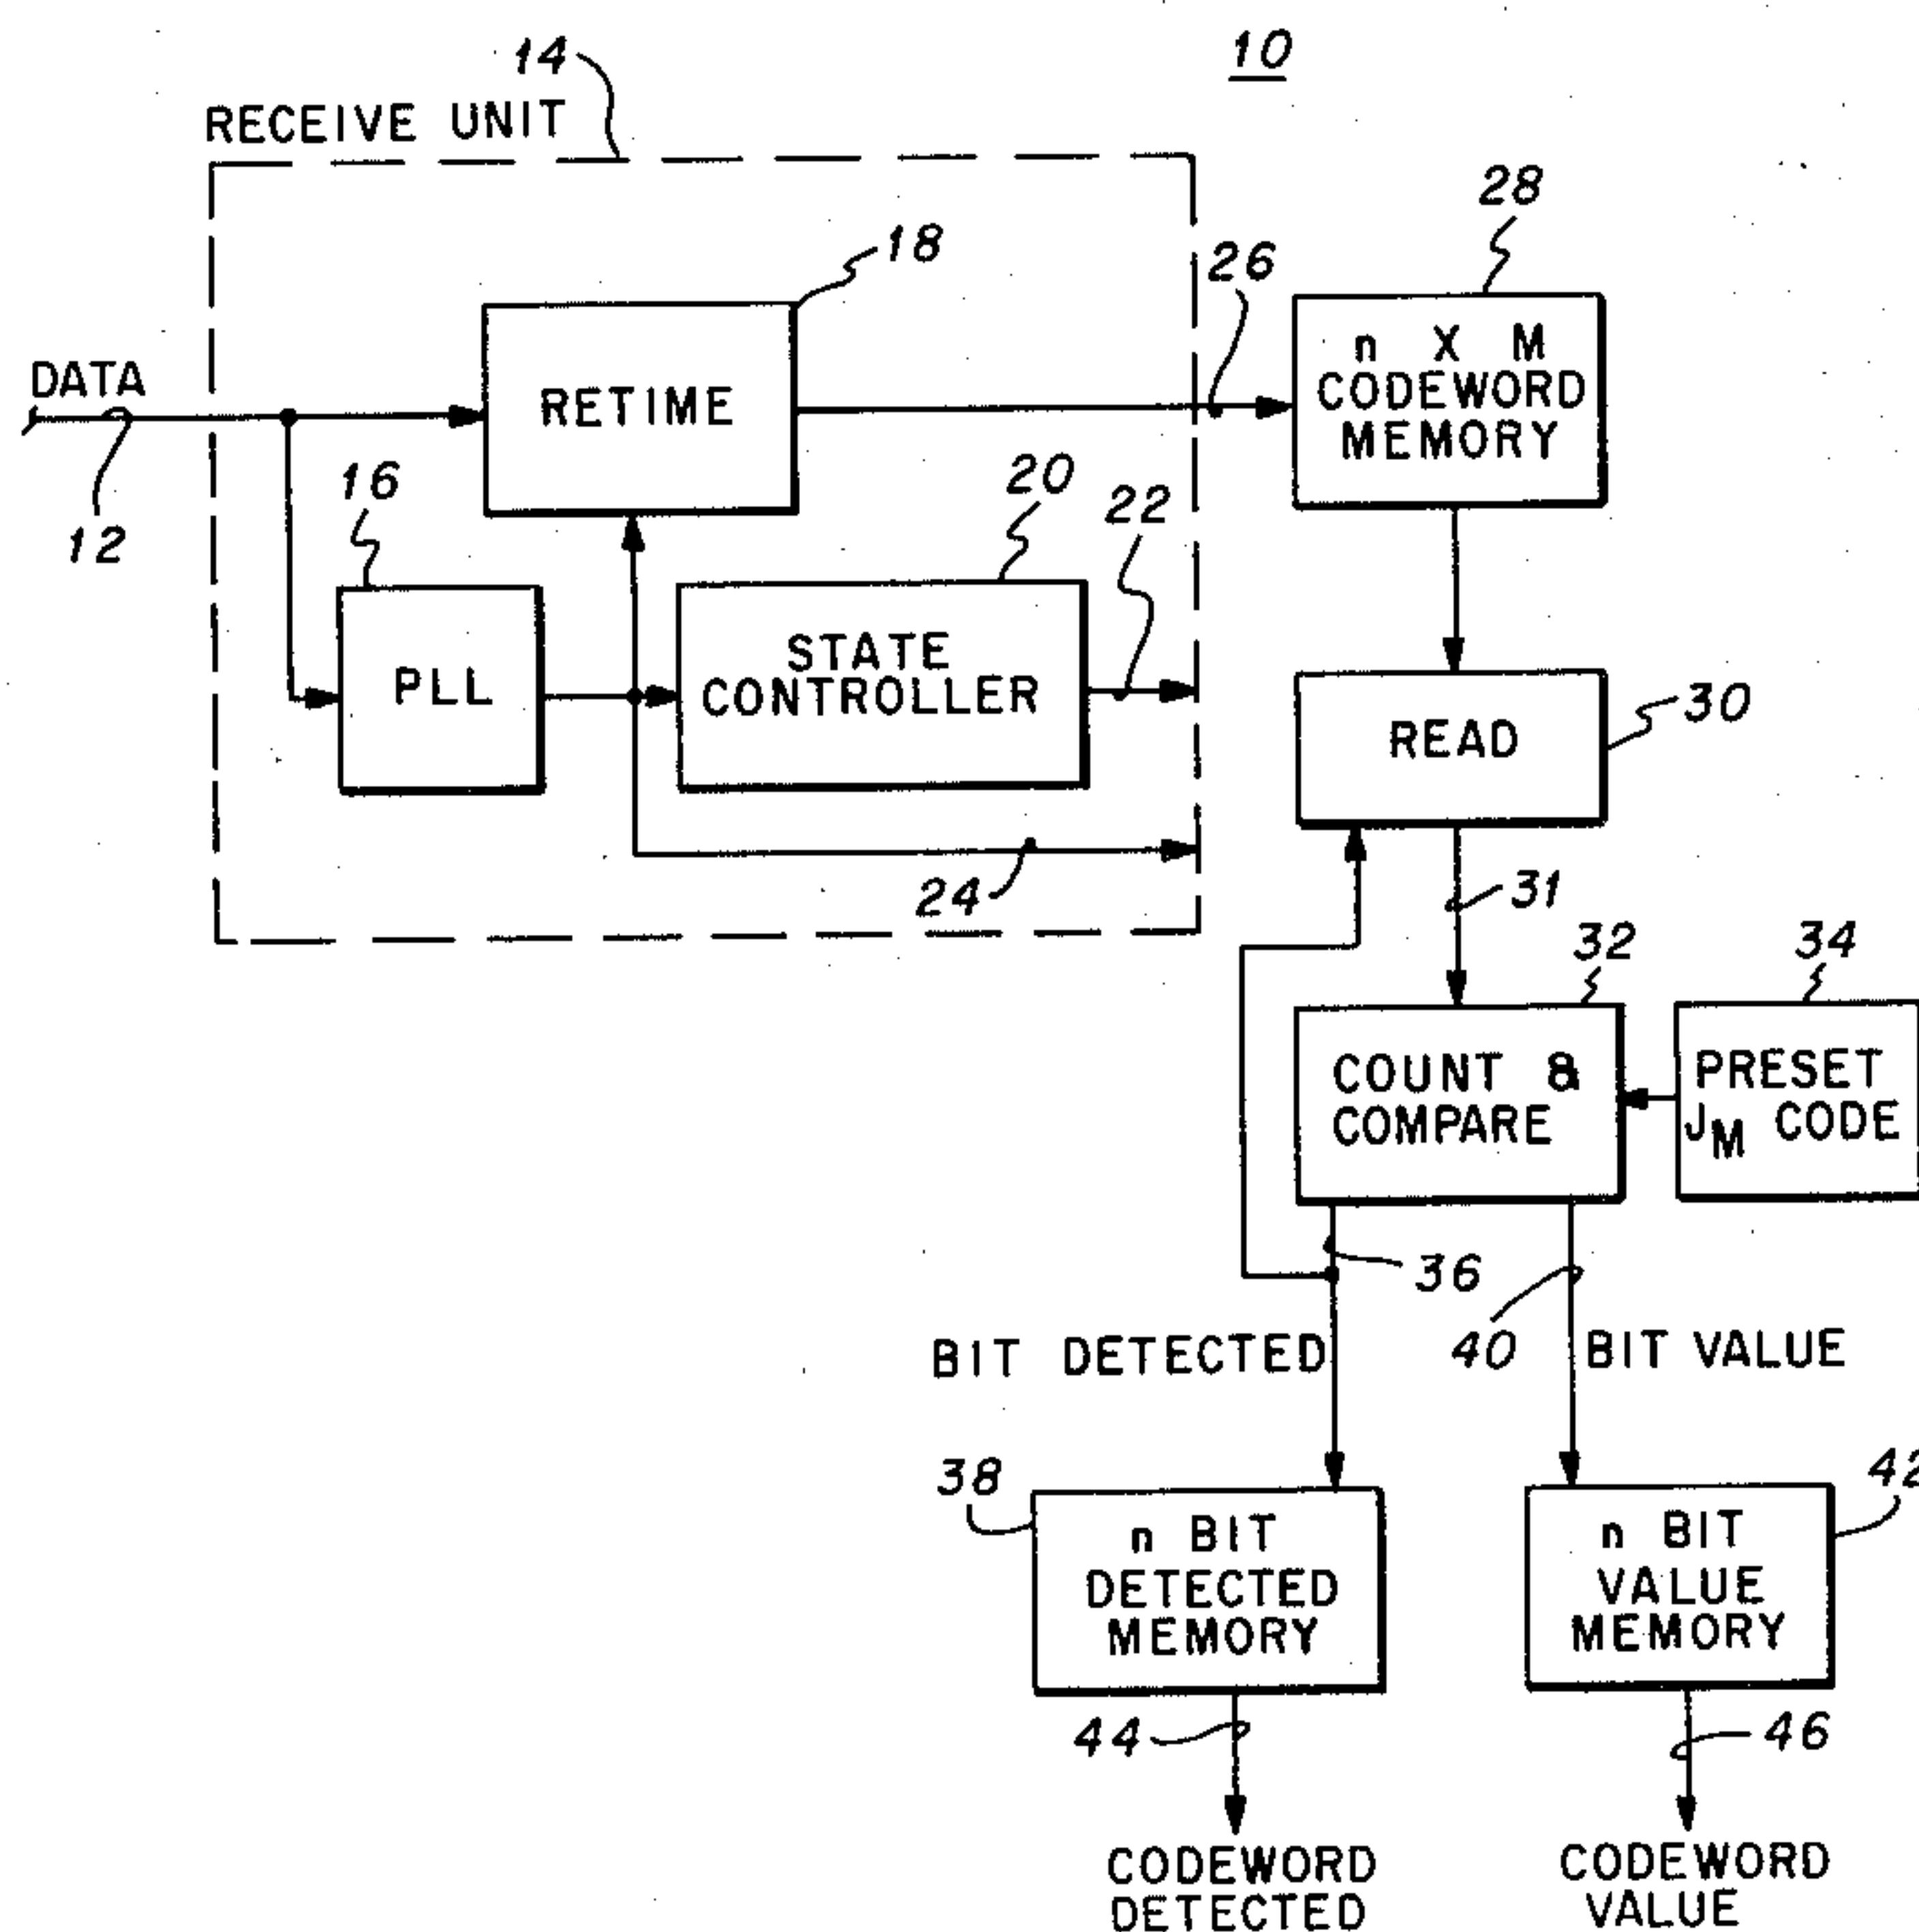 10
14
RECEIVE UNIT
28
18
26
n X M
CODEWORD
MEMORY
DATA
RETIME
12
16
20
22
PLL
STATE
CONTROLLER
30
READ
24
31
32
34
COUNT &
COMPARE
PRESET
JM CODE
36
40
BIT DETECTED
BIT VALUE
38
42
n BIT
DETECTED
MEMORY
n BIT
VALUE
MEMORY
44
46
CODEWORD
DETECTED
CODEWORD
VALUE